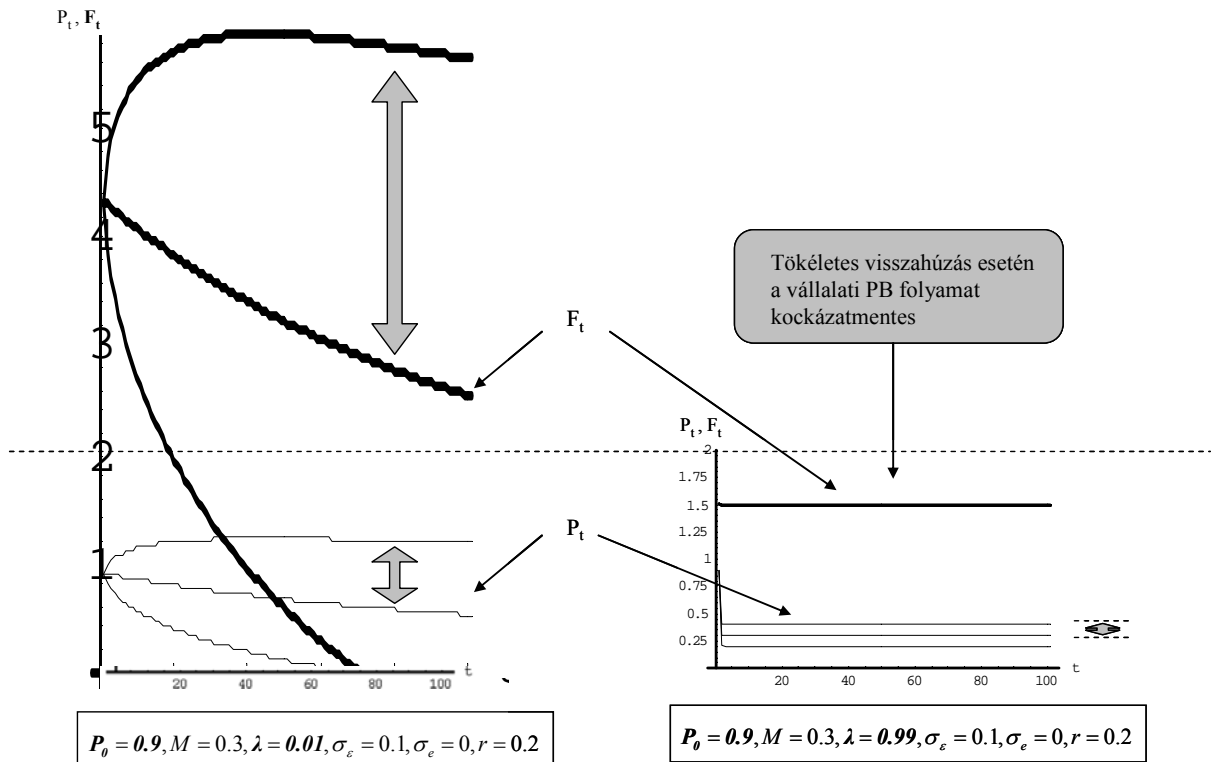 P_t, F_t
5
4
3
2
1
20 40 60 80 100 t
P_0 = 0.9, M = 0.3, λ = 0.01, σ_ε = 0.1, σ_e = 0, r = 0.2
F_t
P_t
Tökéletes visszahúzás esetén
a vállalati PB folyamat
kockázatmentes
P_t, F_t
2
1.75
1.5
1.25
1
0.75
0.5
0.25
20 40 60 80 100 t
P_0 = 0.9, M = 0.3, λ = 0.99, σ_ε = 0.1, σ_e = 0, r = 0.2